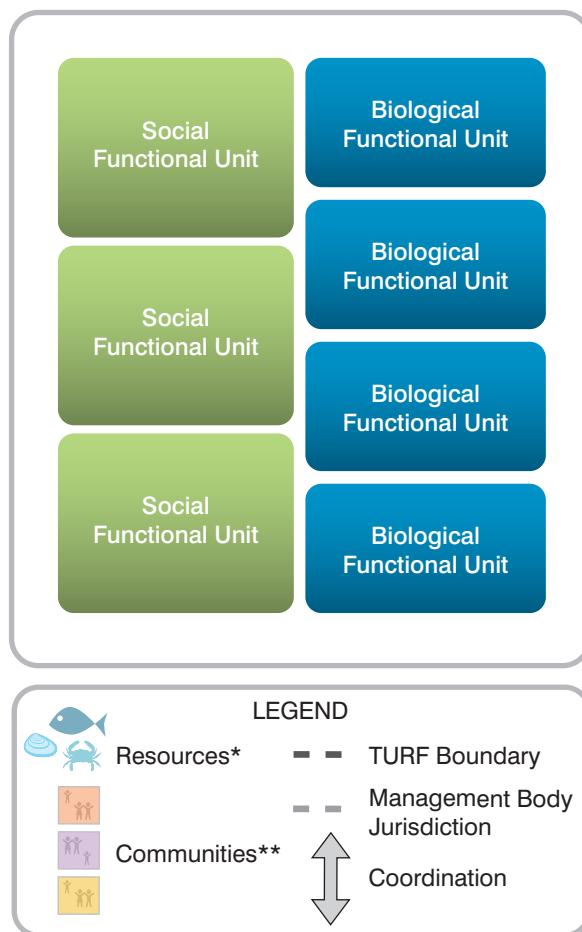 Social
Functional Unit
Social
Functional Unit
Social
Functional Unit
Biological
Functional Unit
Biological
Functional Unit
Biological
Functional Unit
Biological
Functional Unit
LEGEND
Resources*
Communities**
TURF Boundary
Management Body
Jurisdiction
Coordination